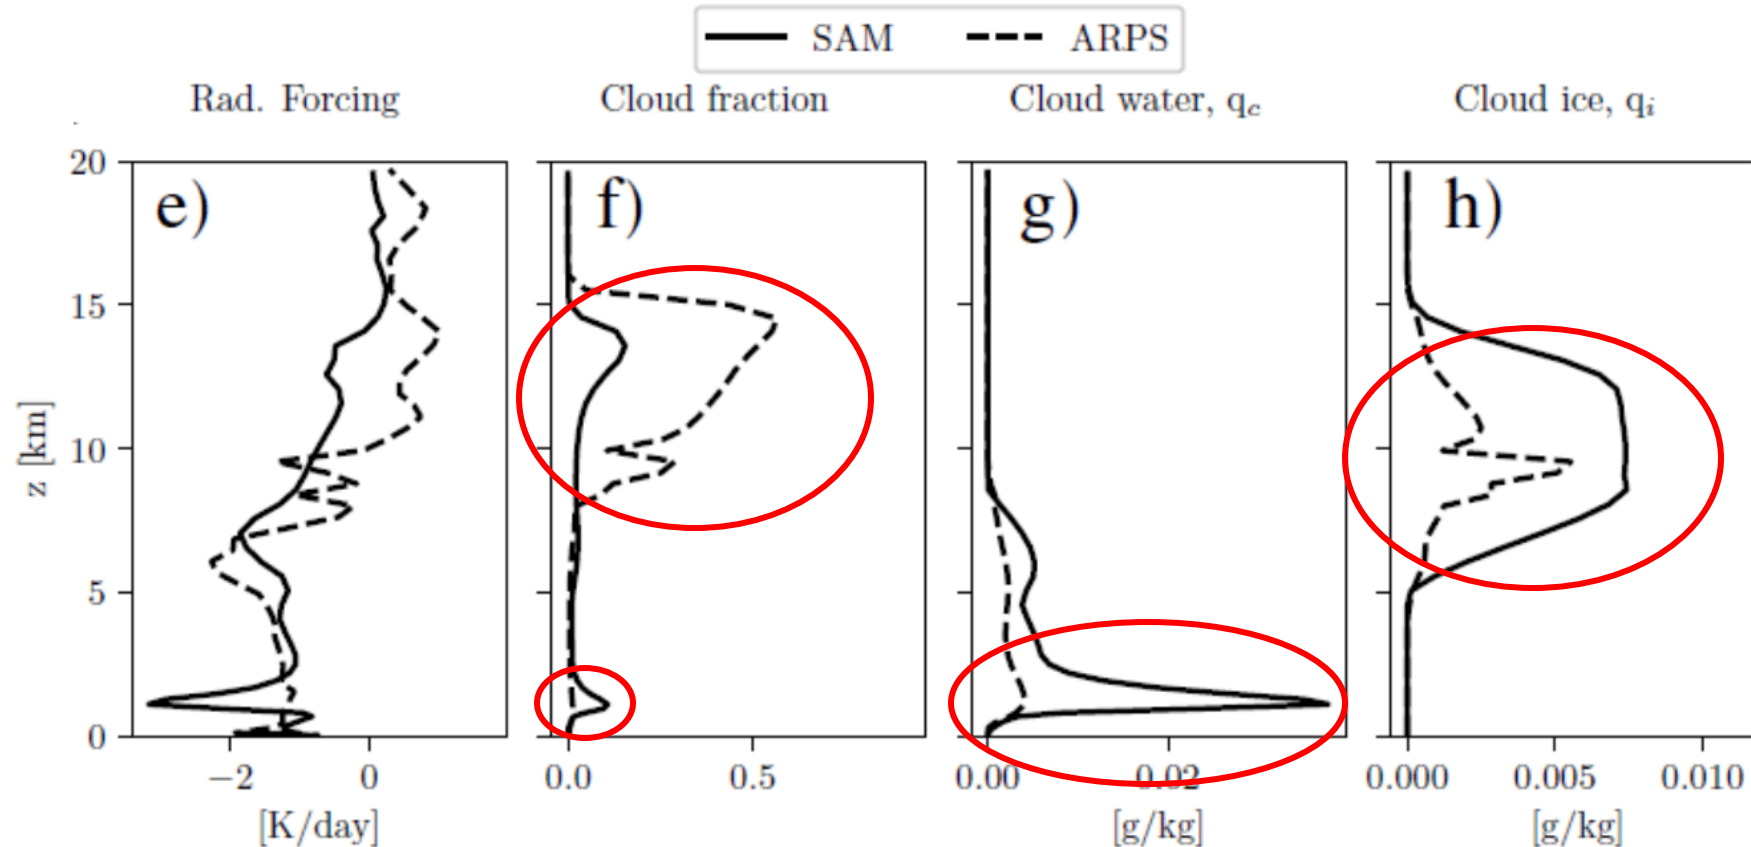 SAM ARPS
Rad. Forcing Cloud fraction Cloud water, q_c Cloud ice, q_i
e) f) g) h)
20
15
10
5
0
z [km]
−2 0 0.0 0.5 0.00 0.02 0.000 0.005 0.010
[K/day] [g/kg] [g/kg]